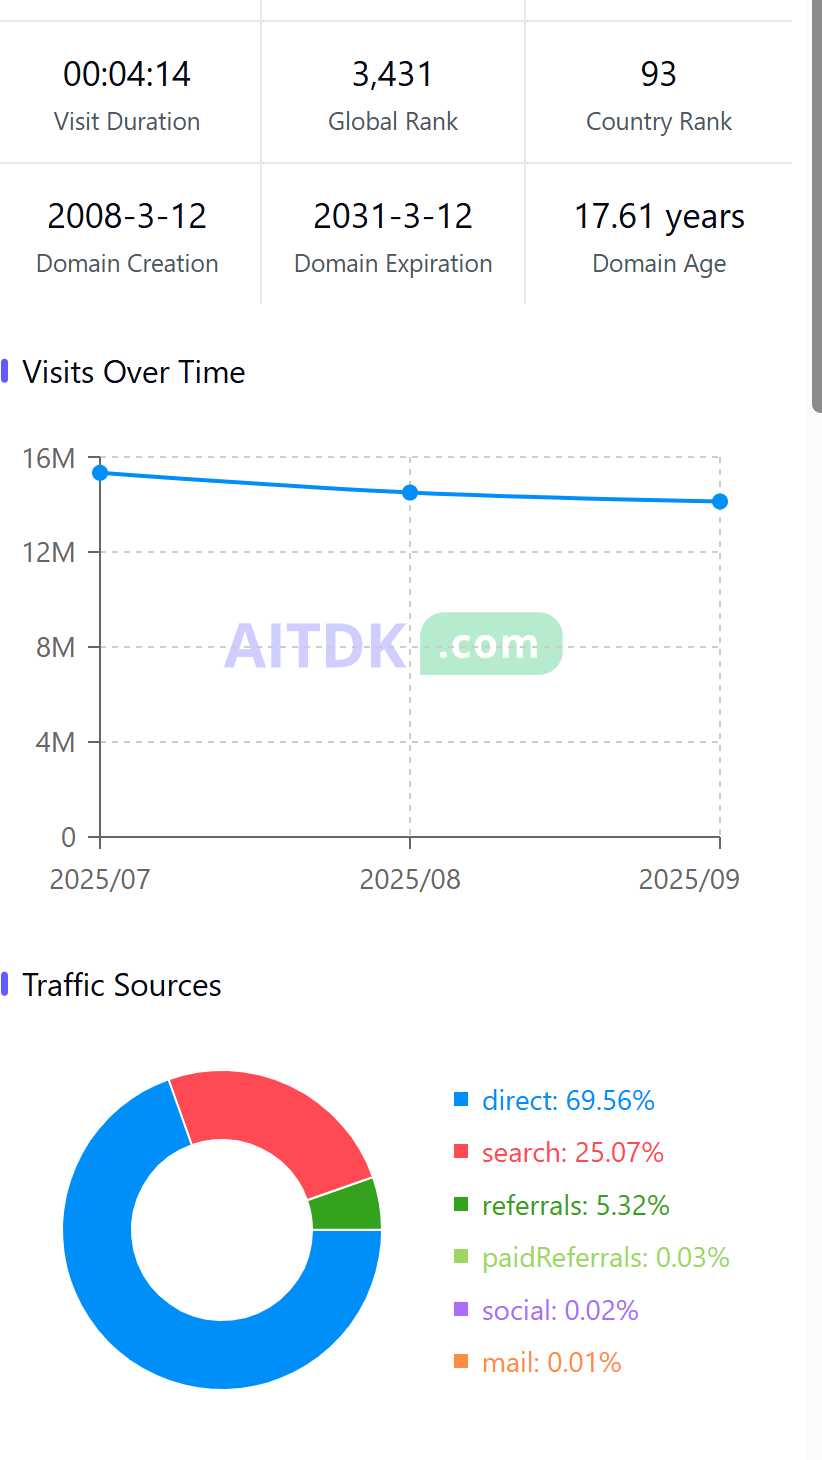 00:04:14 3,431 93
Visit Duration Global Rank Country Rank
2008-3-12 2031-3-12 17.61 years
Domain Creation Domain Expiration Domain Age
Visits Over Time
16M
12M
8M
4M
0
AITDK .com
2025/07 2025/08 2025/09
Traffic Sources
direct: 69.56%
search: 25.07%
referrals: 5.32%
paidReferrals: 0.03%
social: 0.02%
mail: 0.01%